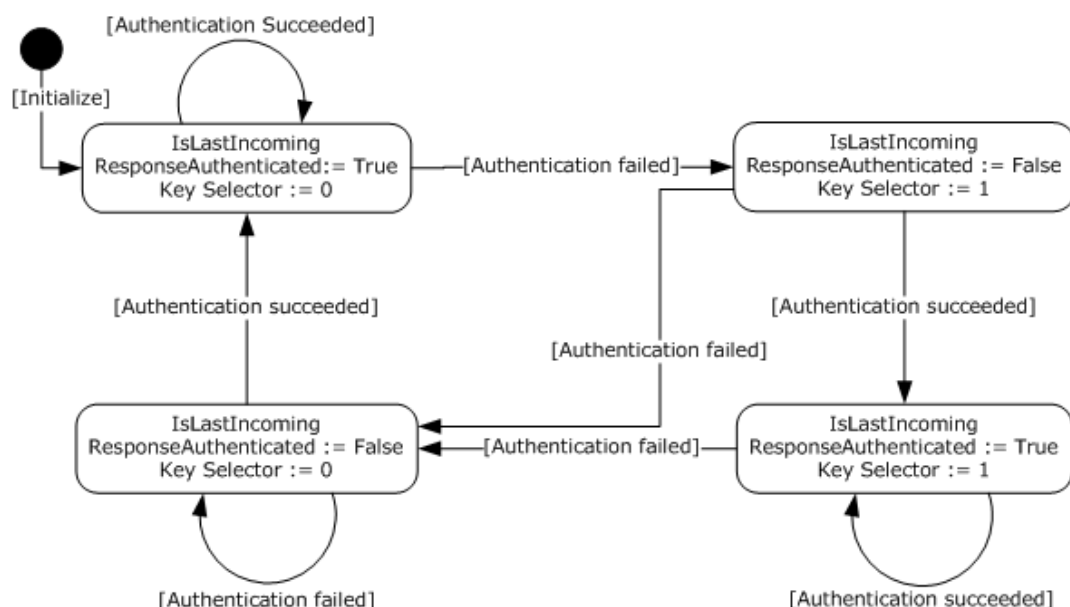 [Authentication Succeeded]
[Initialize]
IsLastIncoming
ResponseAuthenticated:= True
Key Selector := 0
[Authentication failed]
IsLastIncoming
ResponseAuthenticated := False
Key Selector := 1
[Authentication succeeded]
[Authentication succeeded]
[Authentication failed]
IsLastIncoming
ResponseAuthenticated := False
Key Selector := 0
[Authentication failed]
IsLastIncoming
ResponseAuthenticated := True
Key Selector := 1
[Authentication failed]
[Authentication succeeded]